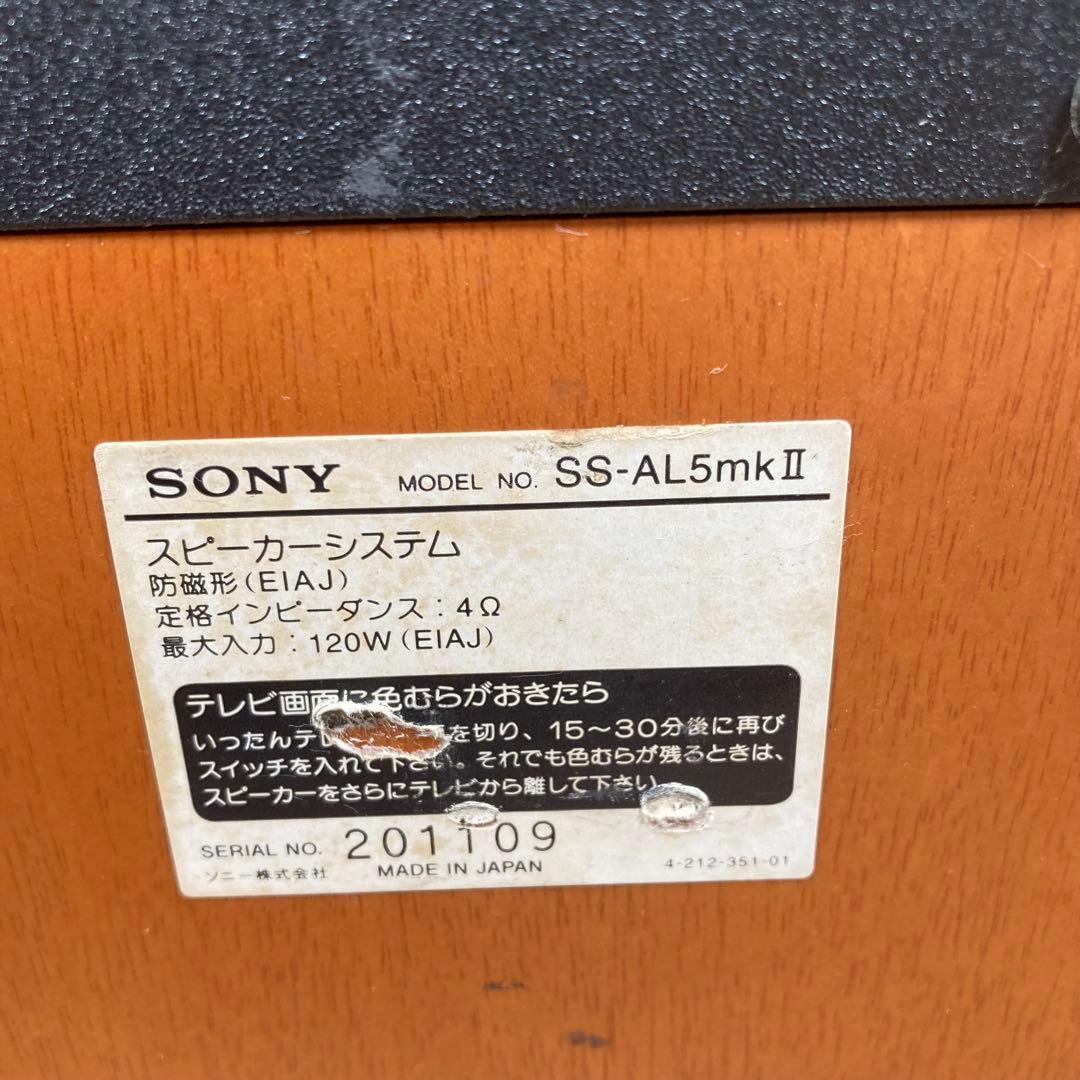 SONY MODEL NO. SS-AL5mkⅡ
スピーカーシステム
防磁形(EIAJ)
定格インピーダンス:4Ω
最大入力:120W(EIAJ)
テレビ画面に色むらがおきたら
いったんテレ を切り、15〜30分後に再び
スイッチを入れて下さい。それでも色むらが残るときは、
スピーカーをさらにテレビから離して下さい
SERIAL NO. 201109
ソニー株式会社 MADE IN JAPAN 4-212-351-01